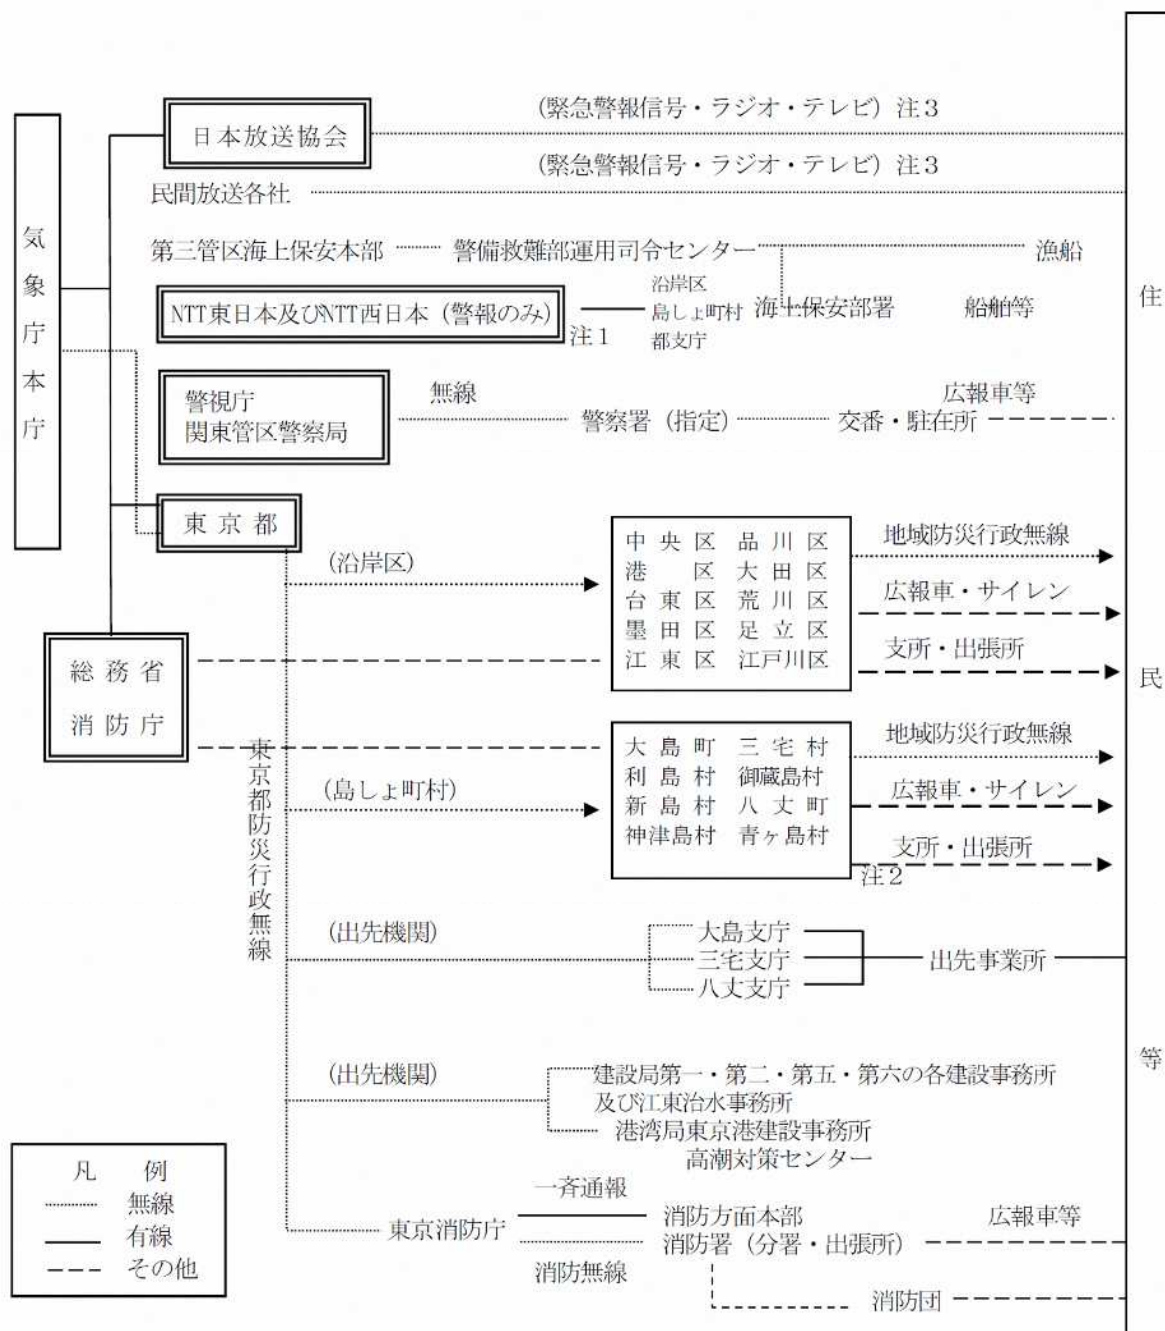 (緊急警報信号・ラジオ・テレビ) 注3
日本放送協会
(緊急警報信号・ラジオ・テレビ) 注3
民間放送各社
気象庁本庁
第三管区海上保安本部
警備救難部運用司令センター
漁船
住民等
NTT東日本及びNTT西日本(警報のみ)
注1
沿岸区
島しょ町村
都支庁
海上保安部署
船舶等
警視庁
関東管区警察局
無線
警察署(指定)
交番・駐在所
広報車等
東京都
(沿岸区)
中央区 品川区
港区 大田区
台東区 荒川区
墨田区 足立区
江東区 江戸川区
地域防災行政無線
広報車・サイレン
支所・出張所
総務省
消防庁
東京都防災行政無線
(島しょ町村)
大島町 三宅村
利島村 御蔵島村
新島村 八丈町
神津島村 青ヶ島村
地域防災行政無線
広報車・サイレン
支所・出張所
注2
(出先機関)
大島支庁
三宅支庁
八丈支庁
出先事業所
(出先機関)
建設局第一・第二・第五・第六の各建設事務所
及び江東治水事務所
港湾局東京港建設事務所
高潮対策センター
東京消防庁
一斉通報
消防無線
消防方面本部
消防署(分署・出張所)
広報車等
消防団
凡例
無線
有線
その他